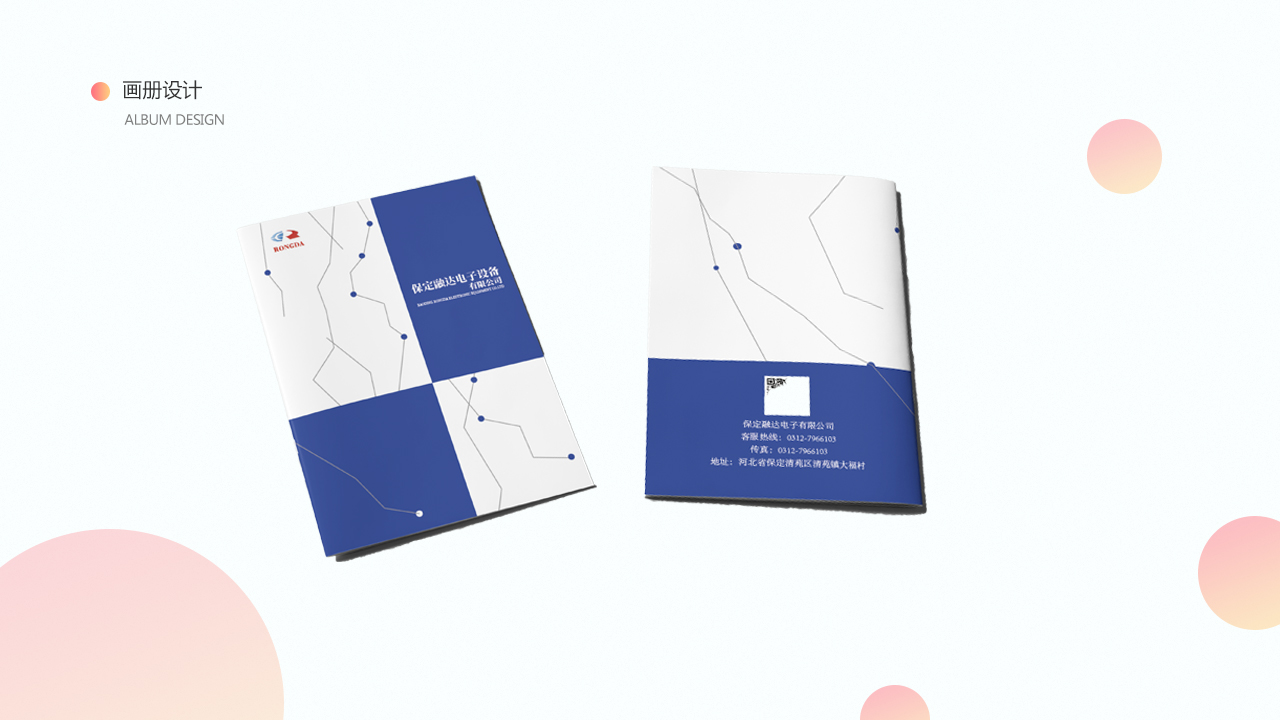 画册设计
ALBUM DESIGN
RONGDA
保定融达电子设备
有限公司
保定融达电子有限公司
客服热线：0312-7966103
传真：0312-7966103
地址：河北省保定清苑区清苑镇大福村